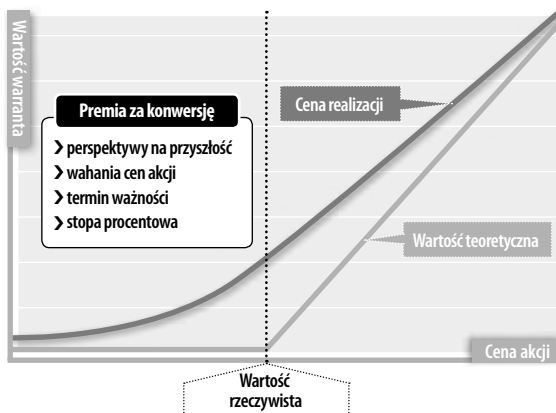 Wartość warranta
Premia za konwersję
❯ perspektywy na przyszłość
❯ wahania cen akcji
❯ termin ważności
❯ stopa procentowa
Cena realizacji
Wartość teoretyczna
Cena akcji
Wartość
rzeczywista